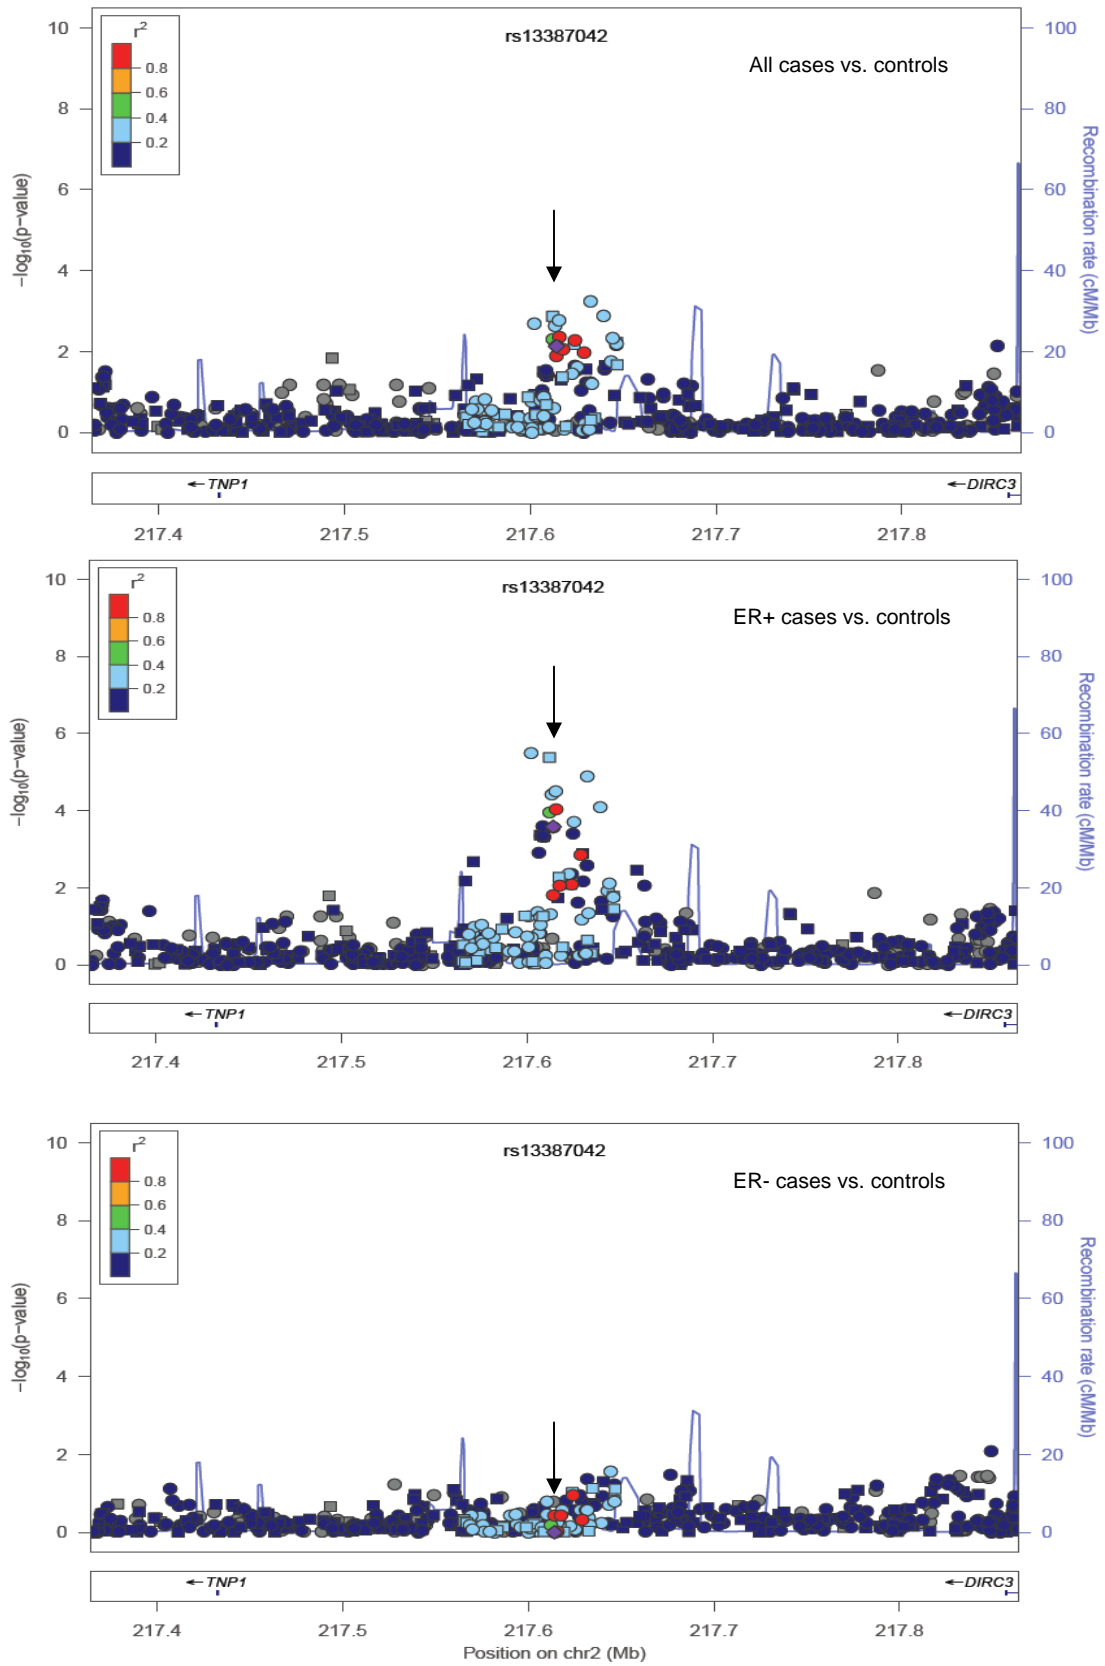 rs13387042
All cases vs. controls
r2
0.8
0.6
0.4
0.2
10
8
6
4
2
0
−log10(p−value)
100
80
60
40
20
0
Recombination rate (cM/Mb)
←TNP1
←DIRC3
217.4 217.5 217.6 217.7 217.8
rs13387042
ER+ cases vs. controls
r2
0.8
0.6
0.4
0.2
10
8
6
4
2
0
−log10(p−value)
100
80
60
40
20
0
Recombination rate (cM/Mb)
←TNP1
←DIRC3
217.4 217.5 217.6 217.7 217.8
rs13387042
ER- cases vs. controls
r2
0.8
0.6
0.4
0.2
10
8
6
4
2
0
−log10(p−value)
100
80
60
40
20
0
Recombination rate (cM/Mb)
←TNP1
←DIRC3
217.4 217.5 217.6 217.7 217.8
Position on chr2 (Mb)